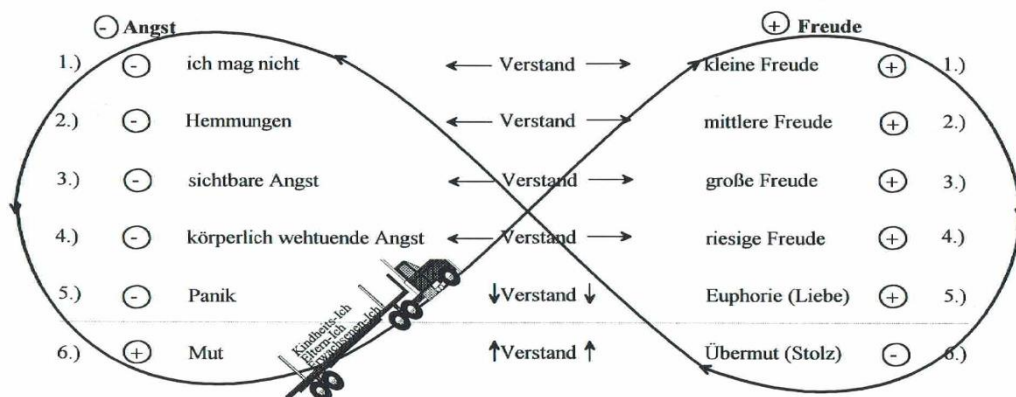 ⊖ Angst ⊕ Freude
1.) ⊖ ich mag nicht ← Verstand → kleine Freude ⊕ 1.)
2.) ⊖ Hemmungen ← Verstand → mittlere Freude ⊕ 2.)
3.) ⊖ sichtbare Angst ← Verstand → große Freude ⊕ 3.)
4.) ⊖ körperlich wehtuende Angst ← Verstand → riesige Freude ⊕ 4.)
5.) ⊖ Panik ↓ Verstand ↓ Euphorie (Liebe) ⊕ 5.)
Kindheits-Ich
Eltern-Ich
Erwachsenen-Ich
6.) ⊕ Mut ↑ Verstand ↑ Übermut (Stolz) ⊖ 6.)